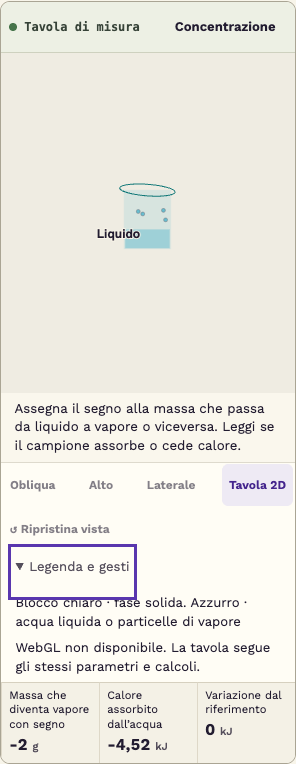 Tavola di misura
Concentrazione
Liquido
Assegna il segno alla massa che passa
da liquido a vapore o viceversa. Leggi se
il campione assorbe o cede calore.
Obliqua
Alto
Laterale
Tavola 2D
↺ Ripristina vista
▼ Legenda e gesti
Blocco chiaro · fase solida. Azzurro ·
acqua liquida o particelle di vapore
WebGL non disponibile. La tavola segue
gli stessi parametri e calcoli.
Massa che
diventa vapore
con segno
-2 g
Calore
assorbito
dall'acqua
-4,52 kJ
Variazione dal
riferimento
0 kJ